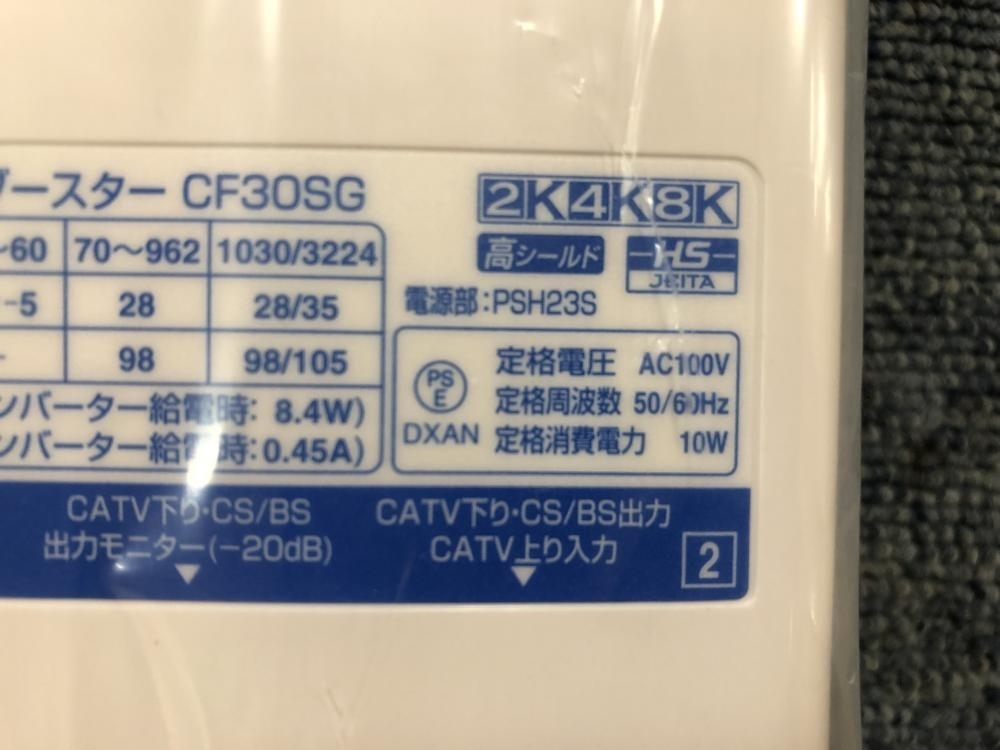 ブースター CF30SG
~60 70~962 1030/3224
-5 28 28/35
98 98/105
ンバーター給電時: 8.4W)
ンバーター給電時: 0.45A)
2K4K8K
高シールド
HS
JEITA
電源部:PSH23S
PS
E
DXAN
定格電圧 AC100V
定格周波数 50/60Hz
定格消費電力 10W
CATV下り・CS/BS
出力モニター(-20dB)
CATV下り・CS/BS出力
CATV上り入力
2